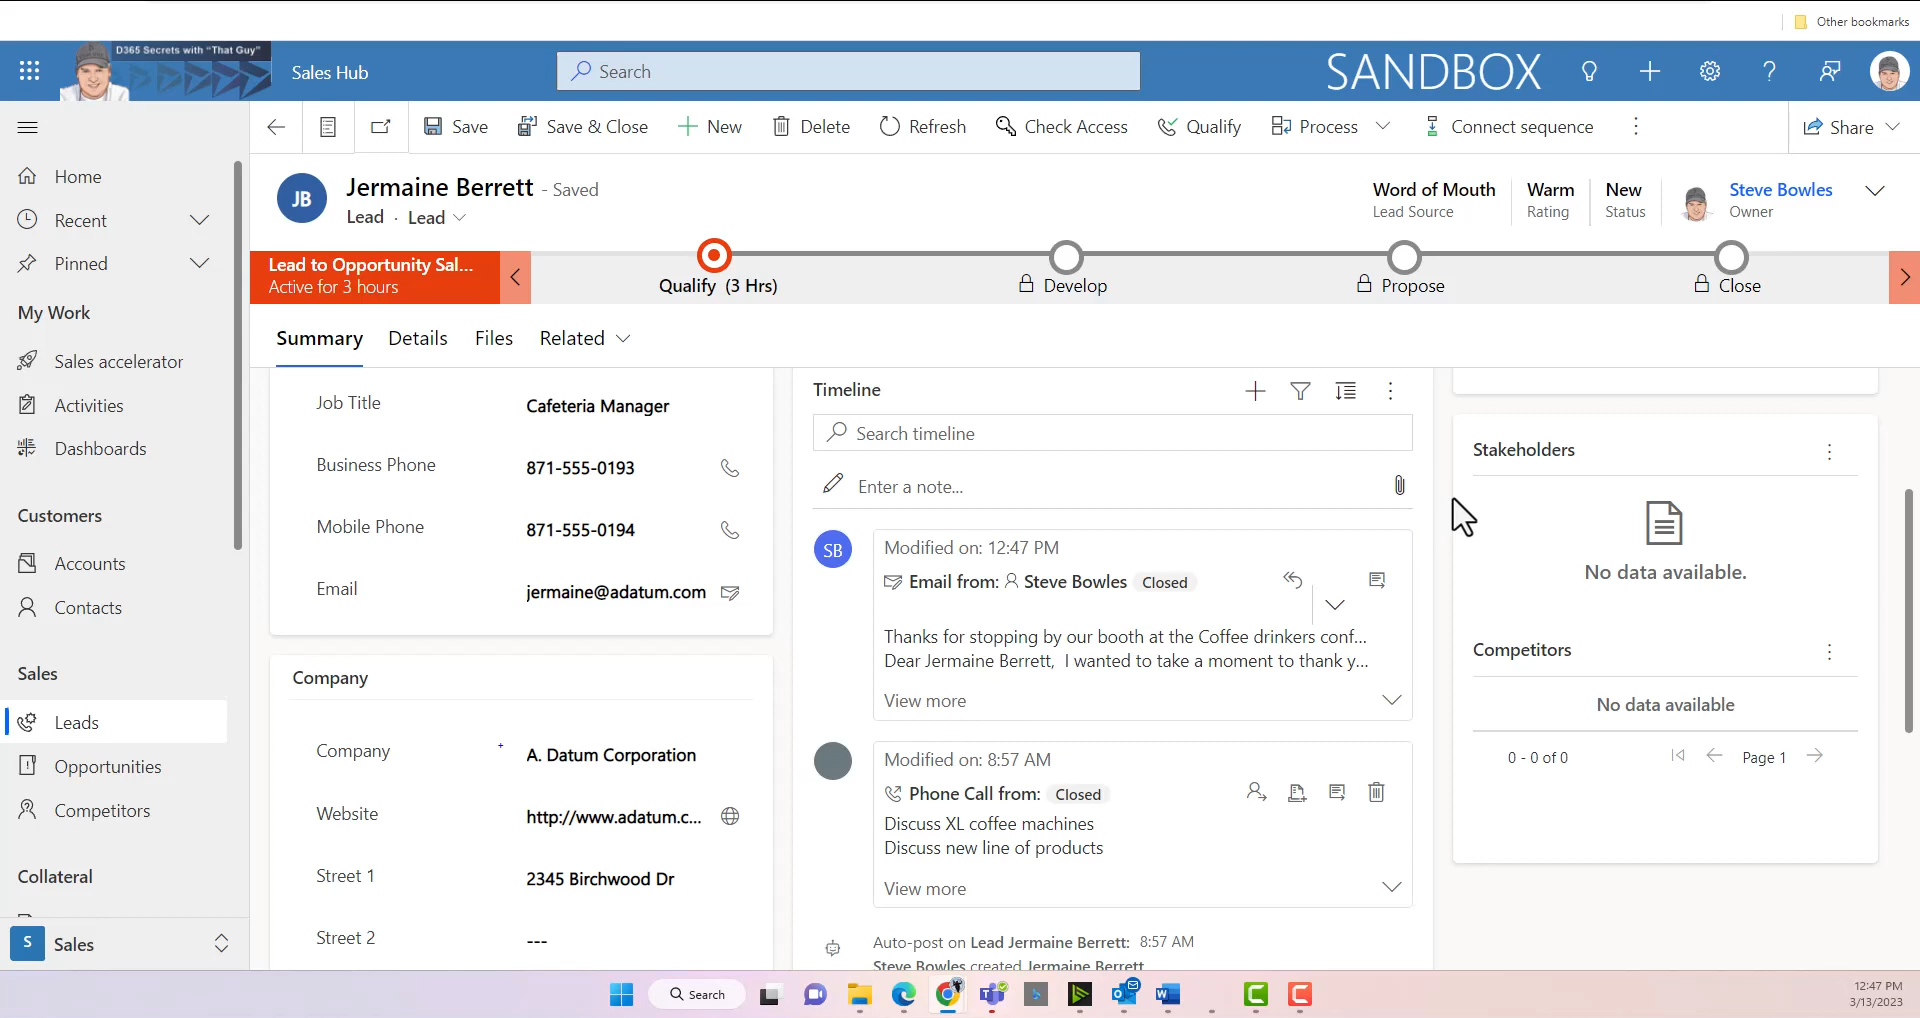 Other bookmarks
D365 Secrets with "That Guy"
Sales Hub
Search
SANDBOX
Save
Save & Close
New
Delete
Refresh
Check Access
Qualify
Process
Connect sequence
Share
Home
Recent
Pinned
My Work
Sales accelerator
Activities
Dashboards
Customers
Accounts
Contacts
Sales
Leads
Opportunities
Competitors
Collateral
S
Sales
JB
Jermaine Berrett - Saved
Lead · Lead
Word of Mouth
Lead Source
Warm
Rating
New
Status
Steve Bowles
Owner
Lead to Opportunity Sal...
Active for 3 hours
Qualify (3 Hrs)
Develop
Propose
Close
Summary
Details
Files
Related
Job Title
Cafeteria Manager
Business Phone
871-555-0193
Mobile Phone
871-555-0194
Email
jermaine@adatum.com
Company
Company
+
A. Datum Corporation
Website
http://www.adatum.c...
Street 1
2345 Birchwood Dr
Street 2
---
Timeline
Search timeline
Enter a note...
SB
Modified on: 12:47 PM
Email from: Steve Bowles Closed
Thanks for stopping by our booth at the Coffee drinkers conf...
Dear Jermaine Berrett, I wanted to take a moment to thank y...
View more
Modified on: 8:57 AM
Phone Call from: Closed
Discuss XL coffee machines
Discuss new line of products
View more
Auto-post on Lead Jermaine Berrett: 8:57 AM
Steve Bowles created Jermaine Berrett
Stakeholders
No data available.
Competitors
No data available
0 - 0 of 0
Page 1
Search
12:47 PM
3/13/2023